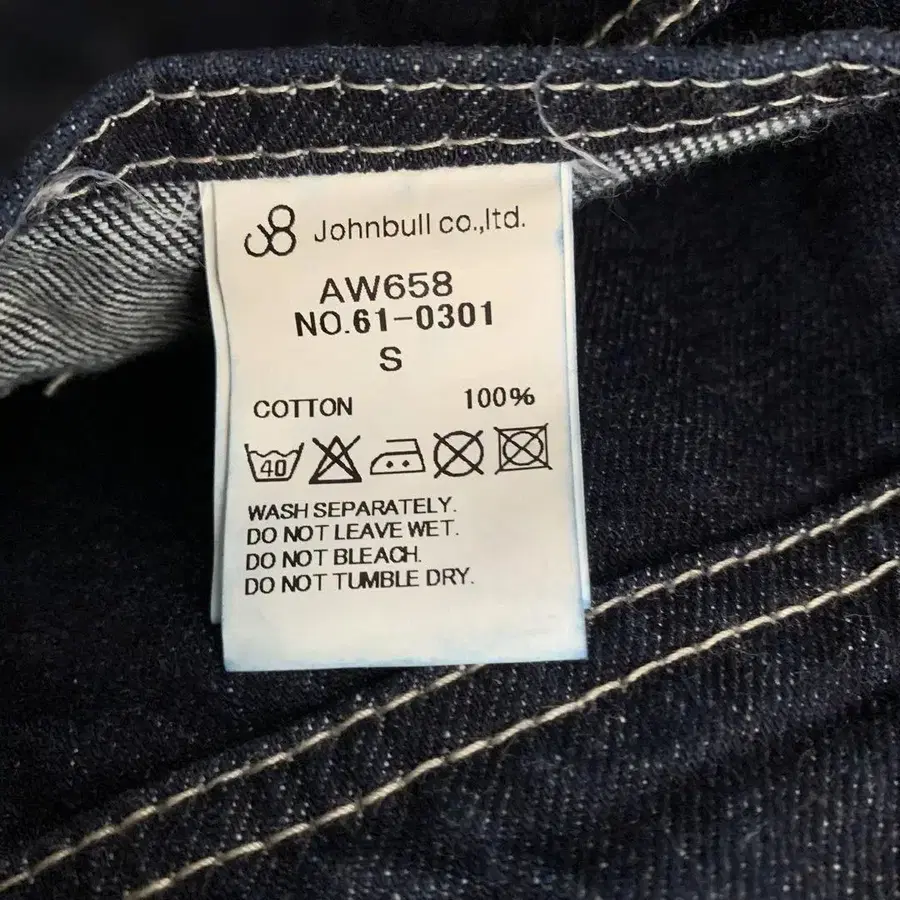 Johnbull co.,ltd.
AW658
NO.61-0301
S
COTTON 100%
40
WASH SEPARATELY.
DO NOT LEAVE WET.
DO NOT BLEACH.
DO NOT TUMBLE DRY.